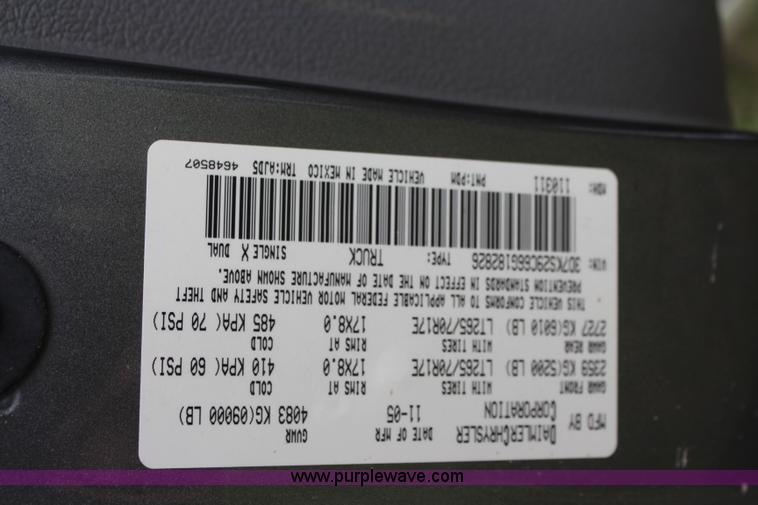 MFD BY DAIMLERCHRYSLER CORPORATION DATE OF MFR 11-05 GVWR 4083 KG(09000 LB)
GAWR FRONT WITH TIRES RIMS AT COLD
2359 KG(5200 LB) LT265/70R17E 17X8.0 410 KPA(60 PSI)
GAWR REAR WITH TIRES RIMS AT COLD
2727 KG(6010 LB) LT265/70R17E 17X8.0 485 KPA(70 PSI)
THIS VEHICLE CONFORMS TO ALL APPLICABLE FEDERAL MOTOR VEHICLE SAFETY AND THEFT
PREVENTION STANDARDS IN EFFECT ON THE DATE OF MANUFACTURE SHOWN ABOVE.
VIN: 3D7KS29C66G182826 TYPE: TRUCK SINGLE X DUAL
MDH: 110311 PNT:PDM VEHICLE MADE IN MEXICO TRM:AJD5 4648507
www.purplewave.com